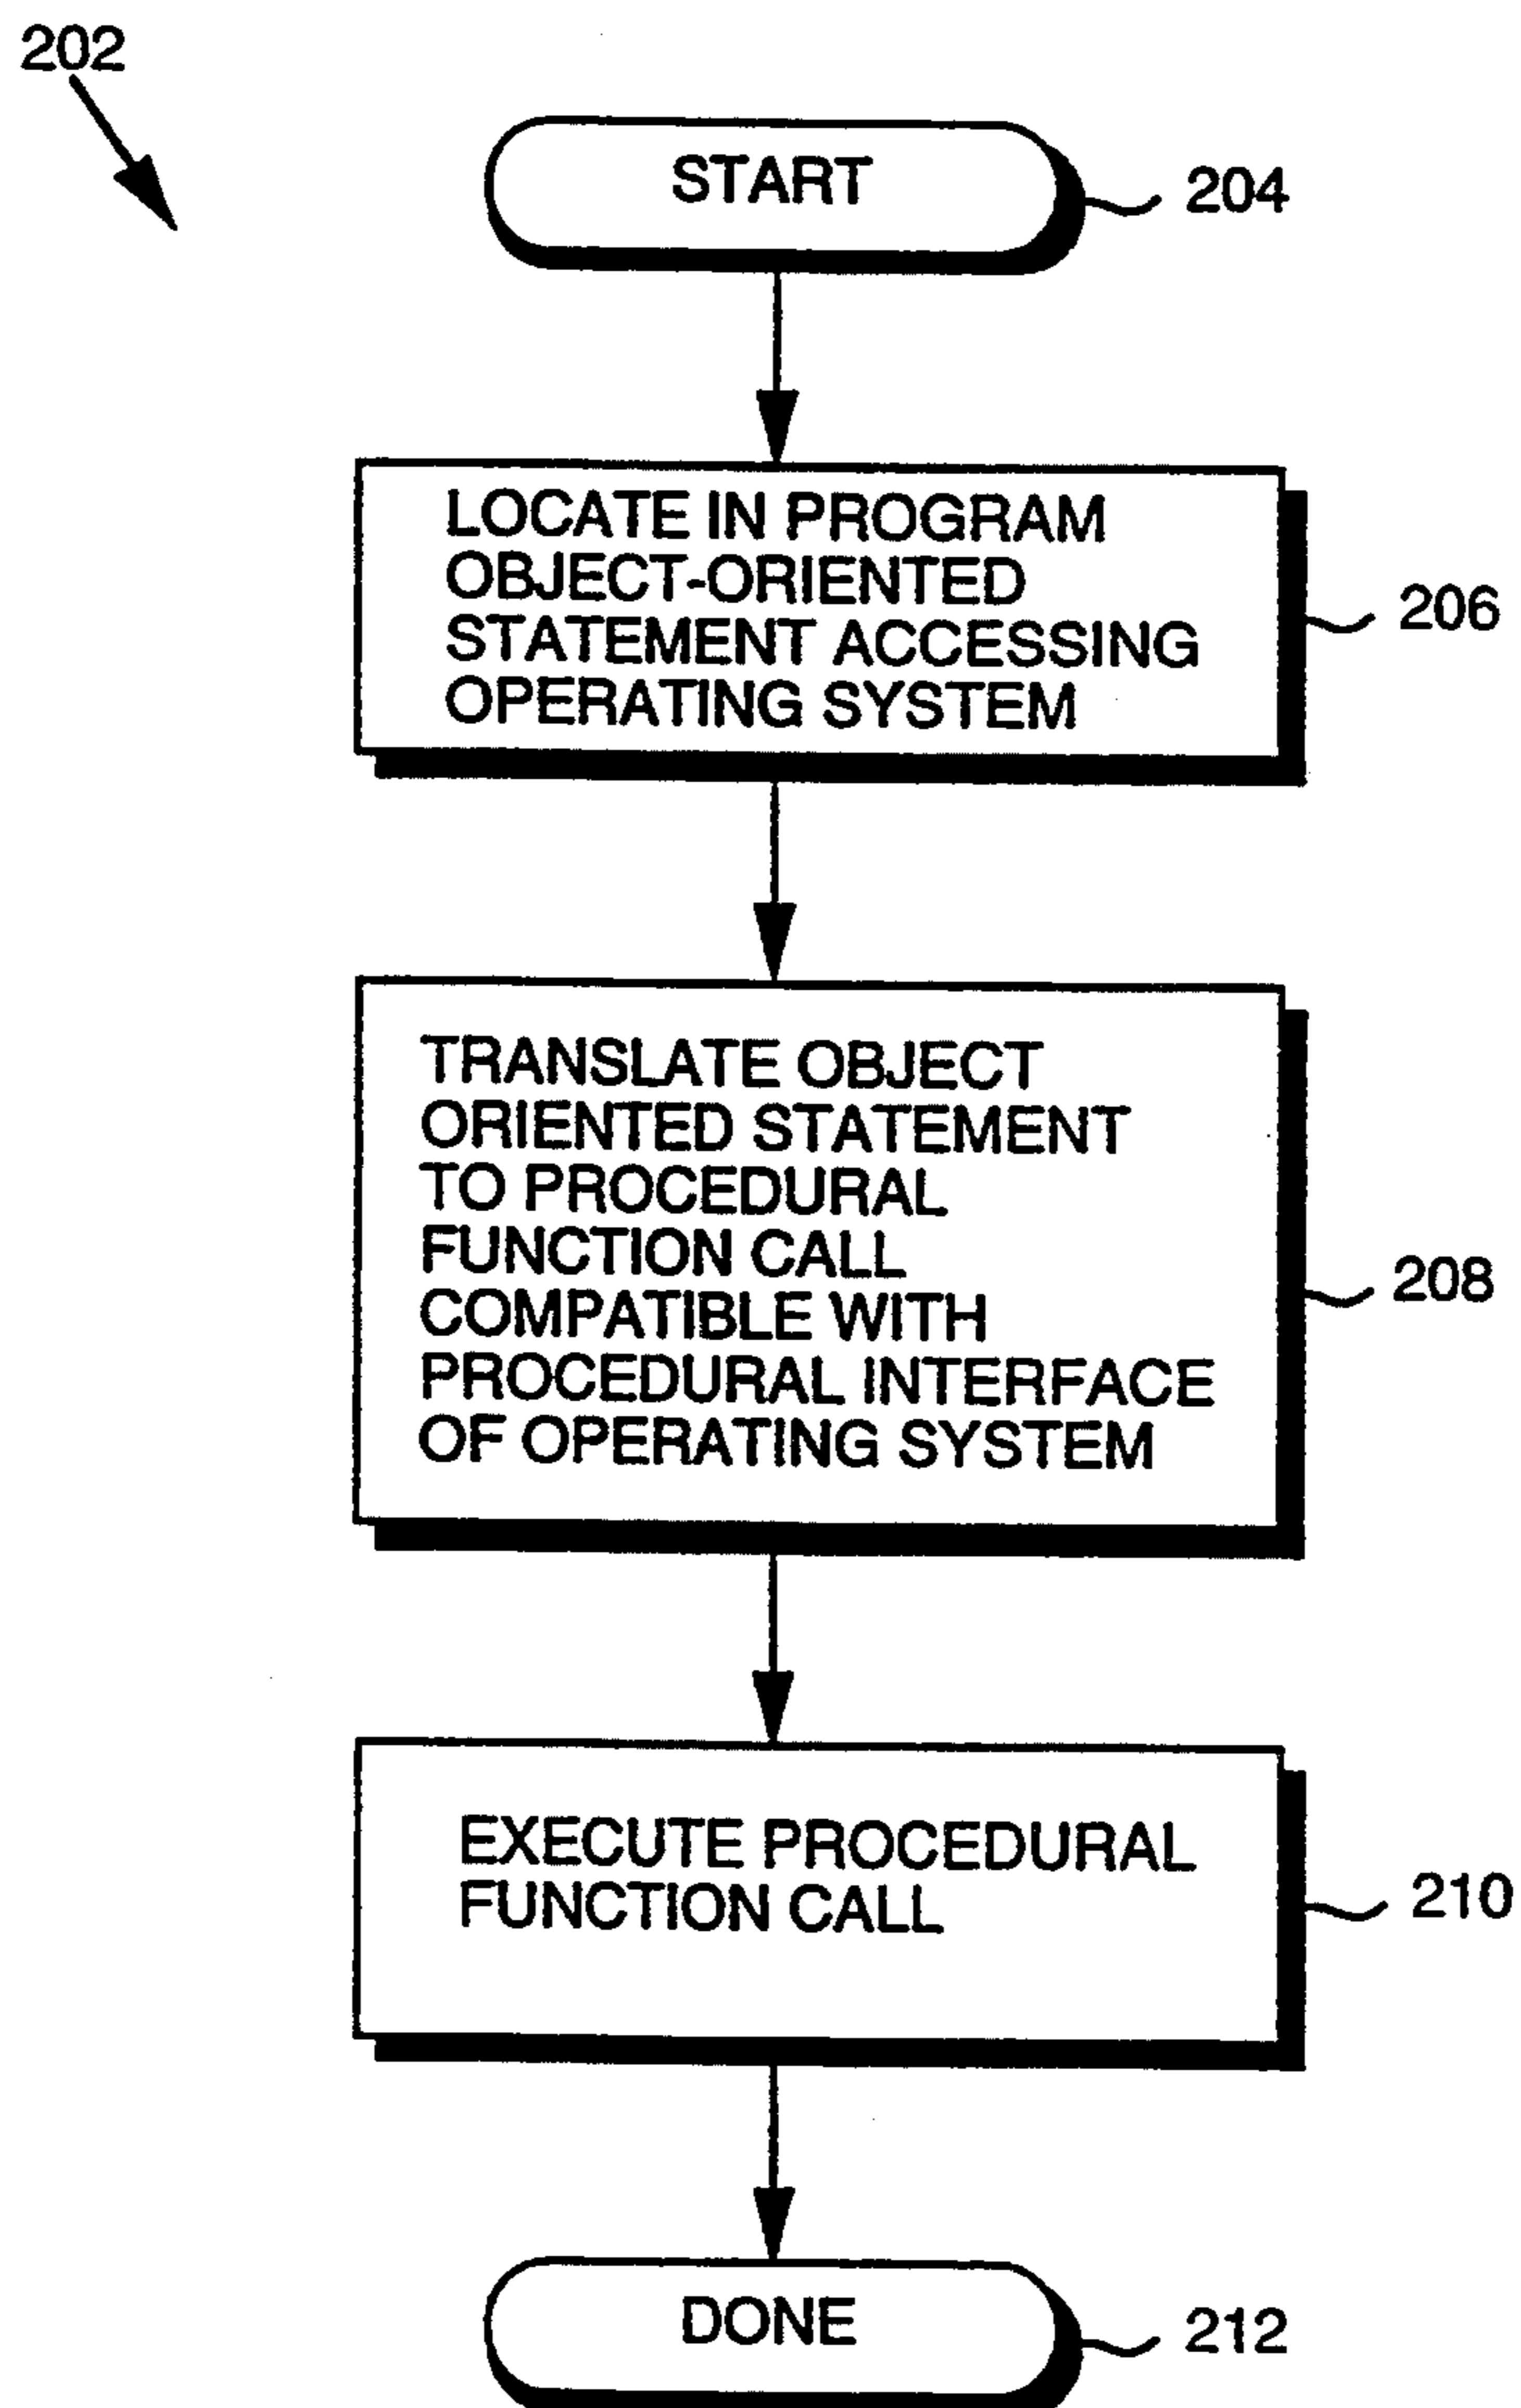 202
START
204
LOCATE IN PROGRAM
OBJECT-ORIENTED
STATEMENT ACCESSING
OPERATING SYSTEM
206
TRANSLATE OBJECT
ORIENTED STATEMENT
TO PROCEDURAL
FUNCTION CALL
COMPATIBLE WITH
PROCEDURAL INTERFACE
OF OPERATING SYSTEM
208
EXECUTE PROCEDURAL
FUNCTION CALL
210
DONE
212